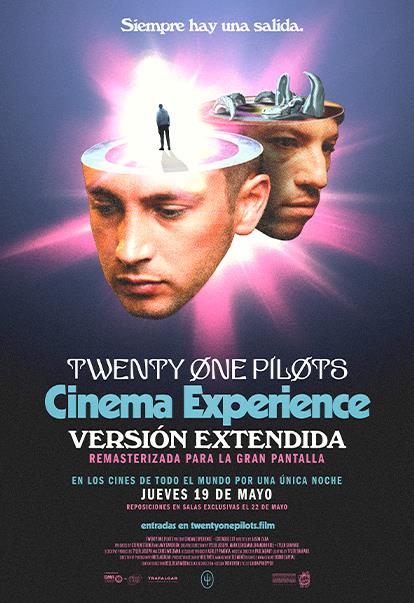 Siempre hay una salida.
TWENTY ØNE PILØTS
Cinema Experience
VERSIÓN EXTENDIDA
REMASTERIZADA PARA LA GRAN PANTALLA
EN LOS CINES DE TODO EL MUNDO POR UNA ÚNICA NOCHE
JUEVES 19 DE MAYO
REPOSICIONES EN SALAS EXCLUSIVAS EL 22 DE MAYO
entradas en twentyonepilots.film
TRAFALGAR